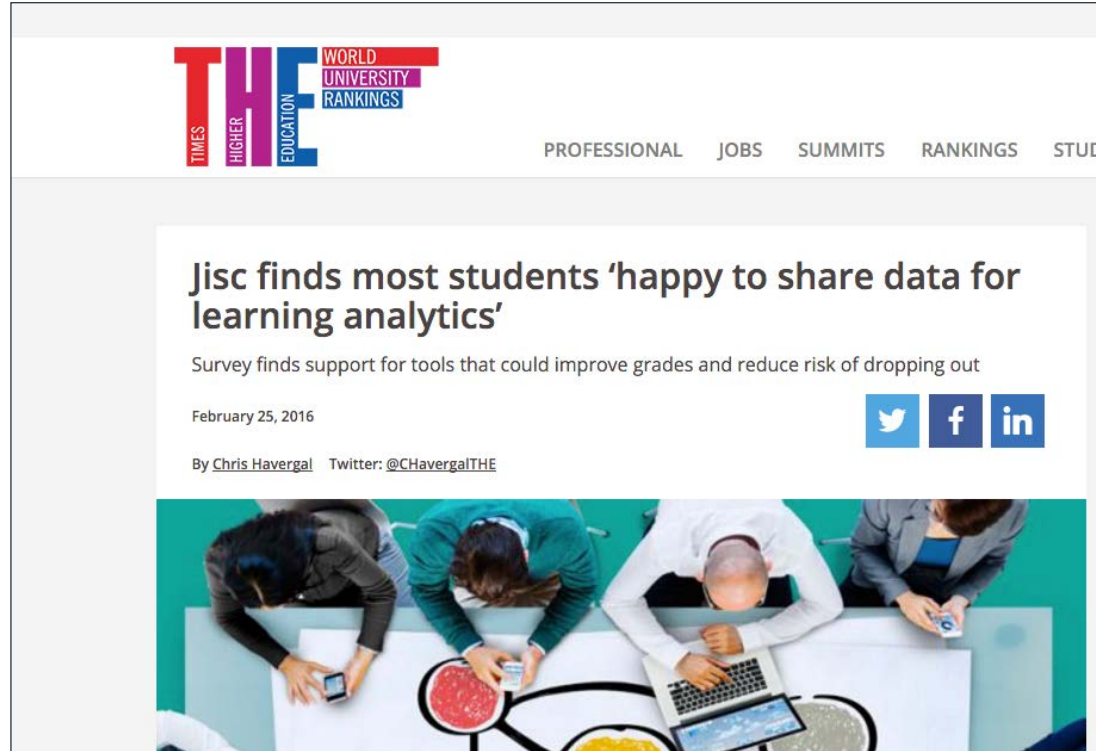 WORLD
UNIVERSITY
RANKINGS
TIMES
HIGHER
EDUCATION
THE
PROFESSIONAL JOBS SUMMITS RANKINGS STUD
Jisc finds most students ‘happy to share data for
learning analytics’
Survey finds support for tools that could improve grades and reduce risk of dropping out
February 25, 2016
By Chris Havergal Twitter: @CHavergalTHE